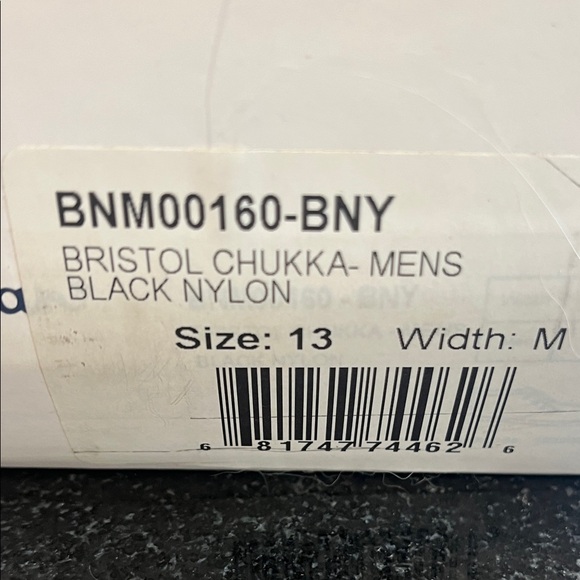 BNM00160-BNY
BRISTOL CHUKKA- MENS
BLACK NYLON
a
Size: 13 Width: M
6 81747 74462 6